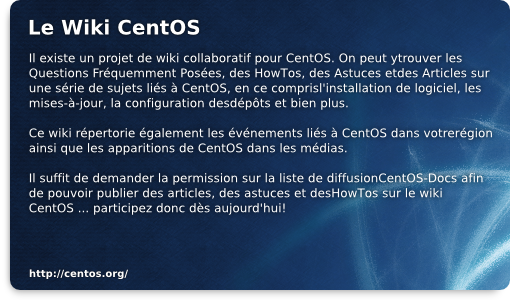 Le Wiki CentOS
Il existe un projet de wiki collaboratif pour CentOS. On peut ytrouver les
Questions Fréquemment Posées, des HowTos, des Astuces etdes Articles sur
une série de sujets liés à CentOS, en ce comprisl'installation de logiciel, les
mises-à-jour, la configuration desdépôts et bien plus.
Ce wiki répertorie également les événements liés à CentOS dans votrerégion
ainsi que les apparitions de CentOS dans les médias.
Il suffit de demander la permission sur la liste de diffusionCentOS-Docs afin
de pouvoir publier des articles, des astuces et desHowTos sur le wiki
CentOS ... participez donc dès aujourd'hui!
http://centos.org/